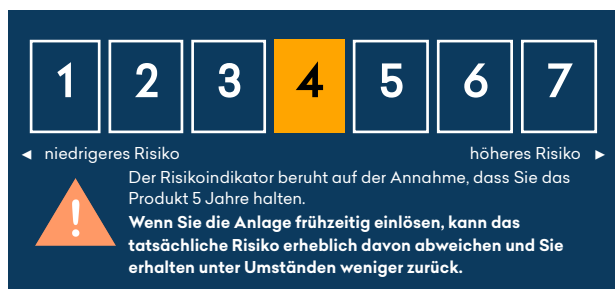 1 2 3 4 5 6 7
◄ niedrigeres Risiko höheres Risiko ►
Der Risikoindikator beruht auf der Annahme, dass Sie das
Produkt 5 Jahre halten.
Wenn Sie die Anlage frühzeitig einlösen, kann das
tatsächliche Risiko erheblich davon abweichen und Sie
erhalten unter Umständen weniger zurück.
!